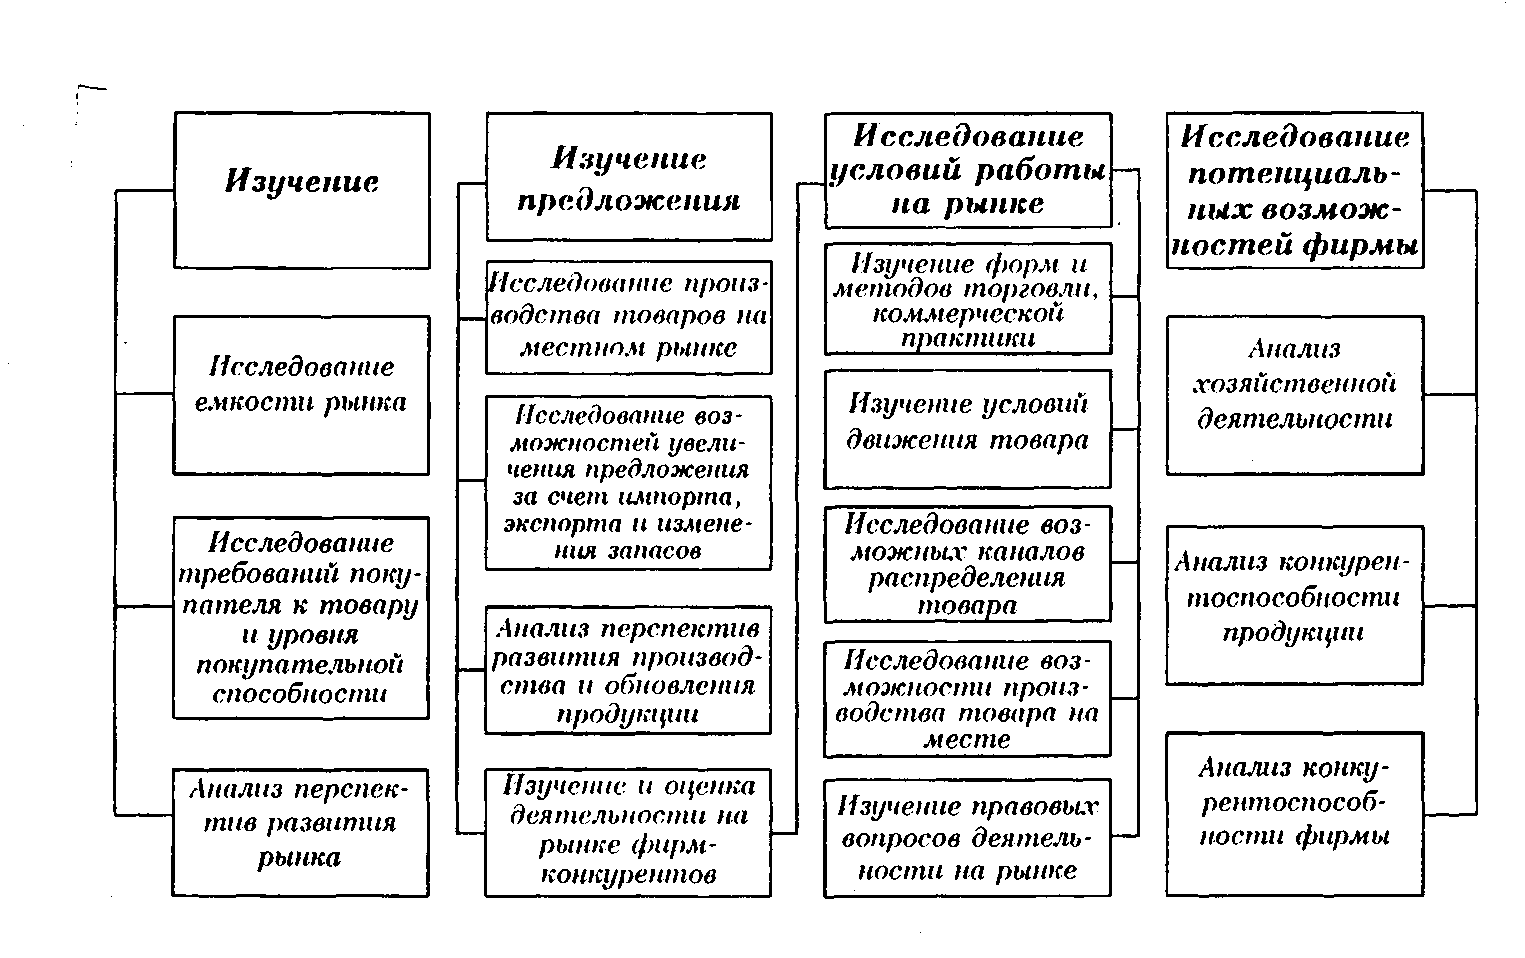 Изучение
Исследование
емкости рынка
Исследование
требований поку-
пателя к товару
и уровня
покупательной
способности
Анализ перспек-
тив развития
рынка
Изучение
предложения
Исследование произ-
водства товаров на
местном рынке
Исследование воз-
можностей увели-
чения предложения
за счет импорта,
экспорта и измене-
ния запасов
Анализ перспектив
развития производ-
ства и обновления
продукции
Изучение и оценка
деятельности на
рынке фирм-
конкурентов
Исследование
условий работы
на рынке
Изучение форм и
методов торговли,
коммерческой
практики
Изучение условий
движения товара
Исследование воз-
можных каналов
распределения
товара
Исследование воз-
можности произ-
водства товара на
месте
Изучение правовых
вопросов деятель-
ности на рынке
Исследование
потенциаль-
ных возмож-
ностей фирмы
Анализ
хозяйственной
деятельности
Анализ конкурен-
тоспособности
продукции
Анализ конку-
рентоспособ-
ности фирмы